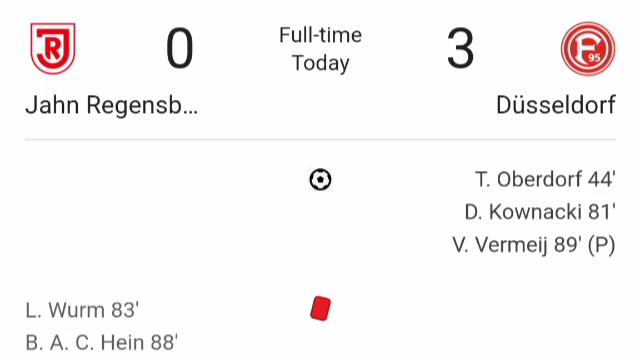 0
Full-time
Today
3
Jahn Regensb...
Düsseldorf
T. Oberdorf 44'
D. Kownacki 81'
V. Vermeij 89' (P)
L. Wurm 83'
B. A. C. Hein 88'